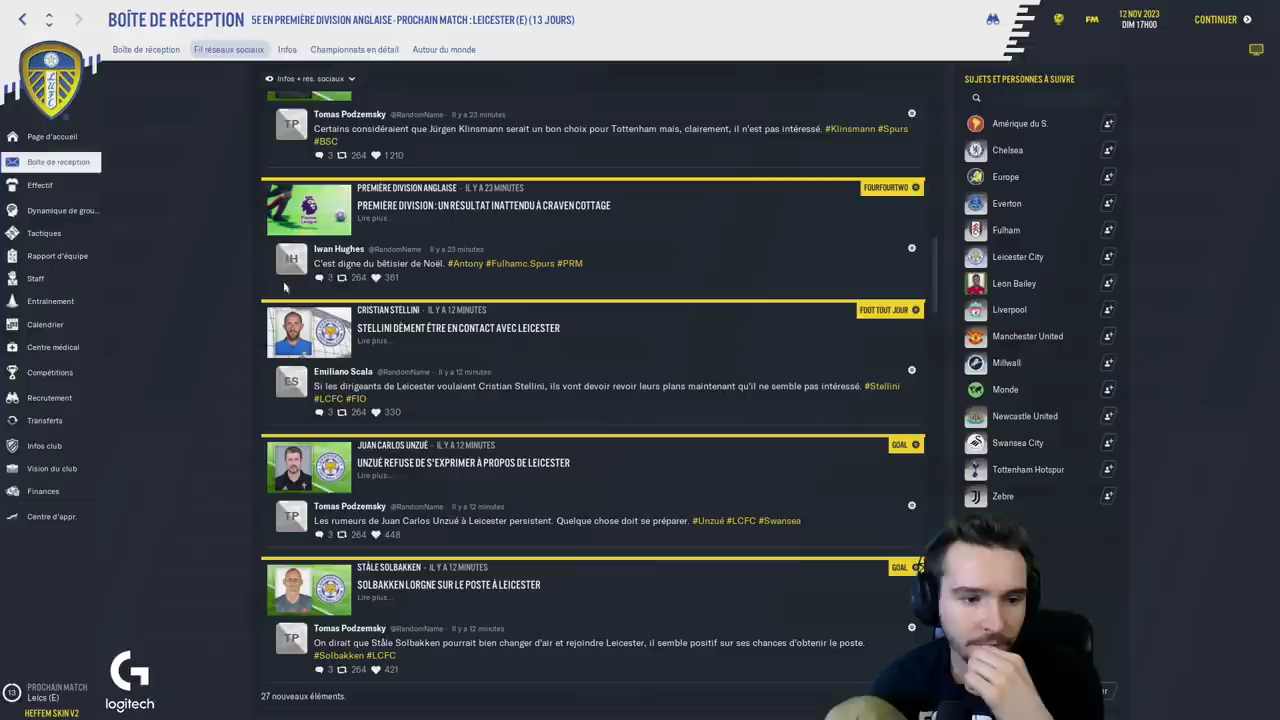 BOÎTE DE RÉCEPTION
5E EN PREMIÈRE DIVISION ANGLAISE · PROCHAIN MATCH : LEICESTER (E) (13 JOURS)
FM
12 NOV 2023
DIM 17H00
CONTINUER
Boîte de réception
Fil réseaux sociaux
Infos
Championnats en détail
Autour du monde
LUFC
Page d'accueil
Boîte de réception
Effectif
Dynamique de grou...
Tactiques
Rapport d'équipe
Staff
Entraînement
Calendrier
Centre médical
Compétitions
Recrutement
Transferts
Infos club
Vision du club
Finances
Centre d'appr.
logitech
13
PROCHAIN MATCH
Leics (E)
HEFFEM SKIN V2
Infos + rés. sociaux
TP
Tomas Podzemsky @RandomName · Il y a 23 minutes
Certains considéraient que Jürgen Klinsmann serait un bon choix pour Tottenham mais, clairement, il n'est pas intéressé. #Klinsmann #Spurs
#BSC
3 264 1 210
PREMIÈRE DIVISION ANGLAISE · IL Y A 23 MINUTES
FOURFOURTWO
PREMIÈRE DIVISION : UN RÉSULTAT INATTENDU À CRAVEN COTTAGE
Lire plus...
IH
Iwan Hughes @RandomName · Il y a 23 minutes
C'est digne du bêtisier de Noël. #Antony #Fulhamc.Spurs #PRM
3 264 361
CRISTIAN STELLINI · IL Y A 12 MINUTES
FOOT TOUT JOUR
STELLINI DÉMENT ÊTRE EN CONTACT AVEC LEICESTER
Lire plus...
ES
Emiliano Scala @RandomName · Il y a 12 minutes
Si les dirigeants de Leicester voulaient Cristian Stellini, ils vont devoir revoir leurs plans maintenant qu'il ne semble pas intéressé. #Stellini
#LCFC #FIO
3 264 330
JUAN CARLOS UNZUÉ · IL Y A 12 MINUTES
GOAL
UNZUÉ REFUSE DE S'EXPRIMER À PROPOS DE LEICESTER
Lire plus...
TP
Tomas Podzemsky @RandomName · Il y a 12 minutes
Les rumeurs de Juan Carlos Unzué à Leicester persistent. Quelque chose doit se préparer. #Unzué #LCFC #Swansea
3 264 448
STÅLE SOLBAKKEN · IL Y A 12 MINUTES
GOAL
SOLBAKKEN LORGNE SUR LE POSTE À LEICESTER
Lire plus...
TP
Tomas Podzemsky @RandomName · Il y a 12 minutes
On dirait que Ståle Solbakken pourrait bien changer d'air et rejoindre Leicester, il semble positif sur ses chances d'obtenir le poste.
#Solbakken #LCFC
3 264 421
27 nouveaux éléments.
SUJETS ET PERSONNES À SUIVRE
Amérique du S.
Chelsea
Europe
Everton
Fulham
Leicester City
Leon Bailey
Liverpool
Manchester United
Millwall
Monde
Newcastle United
Swansea City
Tottenham Hotspur
Zebre